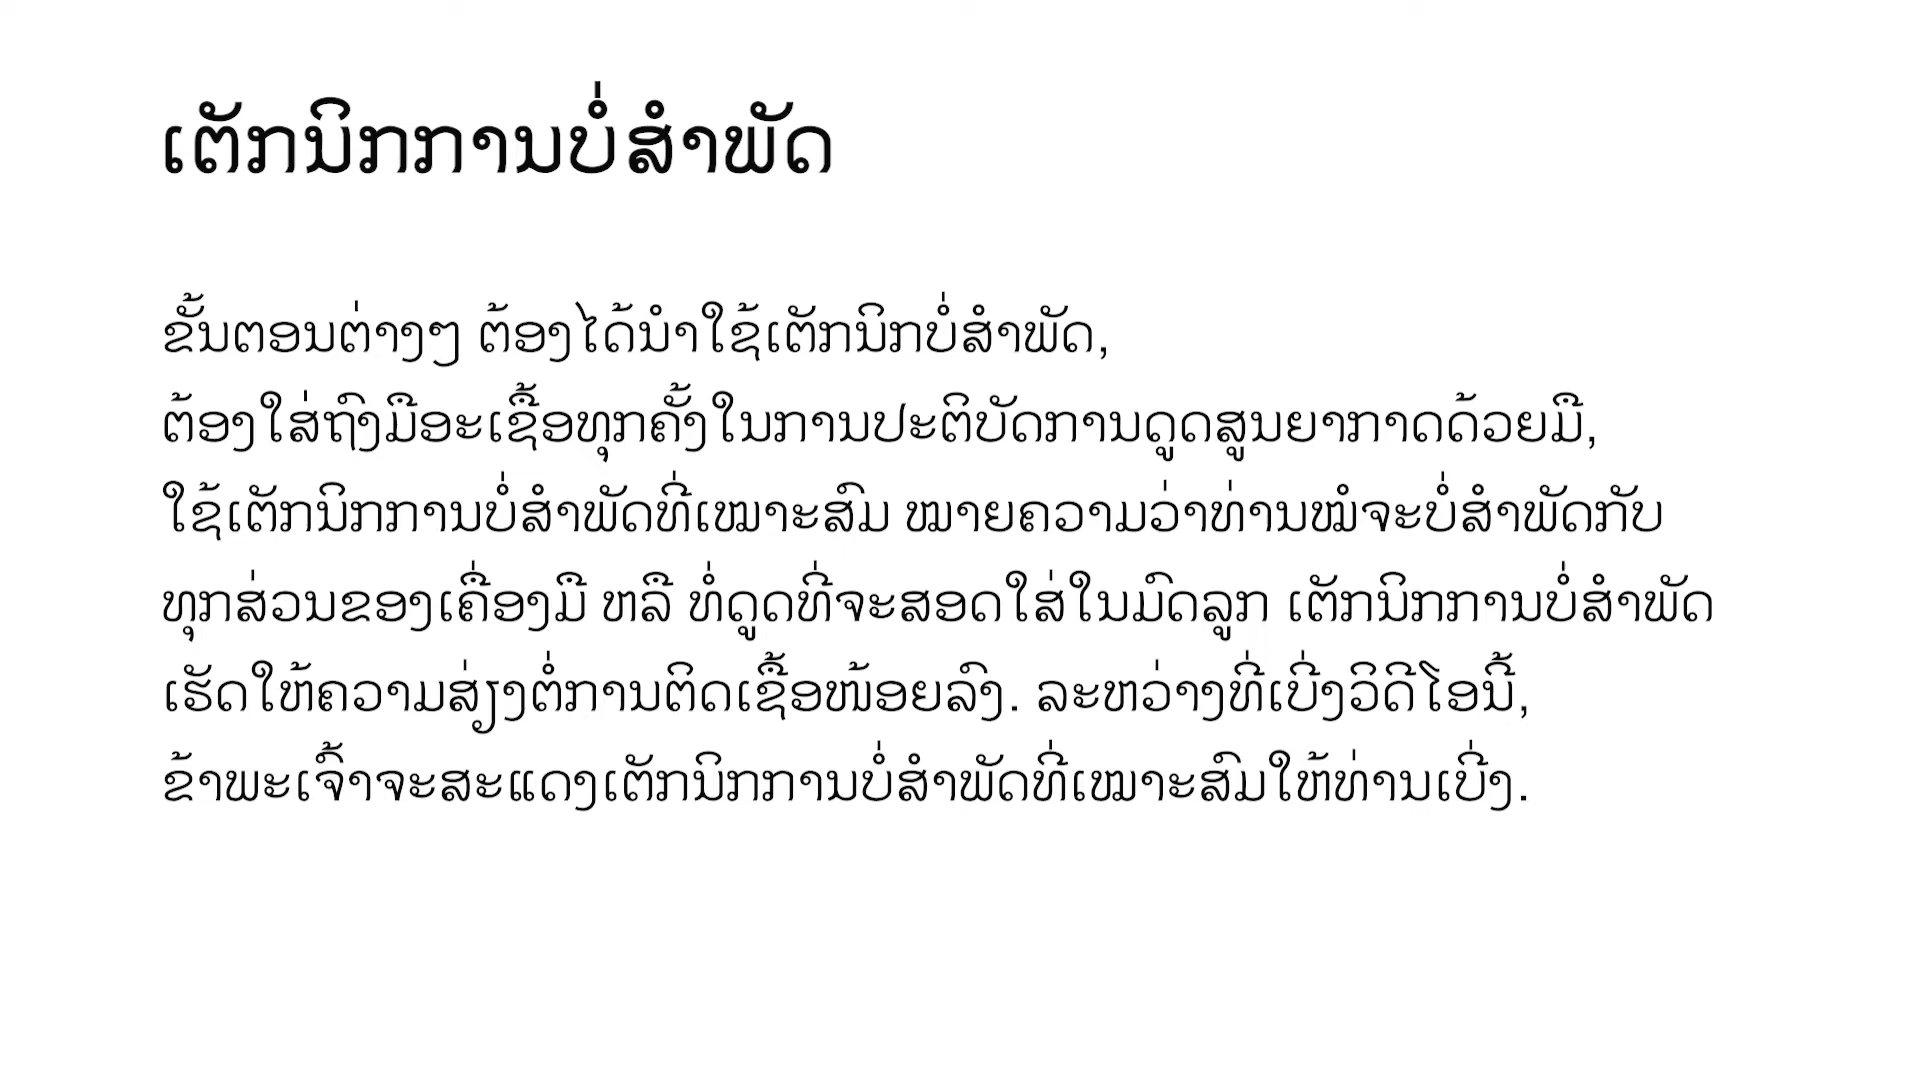 ເຕັກນິກການບໍ່ສຳພັດ
ຂັ້ນຕອນຕ່າງໆ ຕ້ອງໄດ້ນຳໃຊ້ເຕັກນິກບໍ່ສຳພັດ,
ຕ້ອງໃສ່ຖົງມືອະເຊື້ອທຸກຄັ້ງໃນການປະຕິບັດການດູດສູນຍາກາດດ້ວຍມື,
ໃຊ້ເຕັກນິກການບໍ່ສຳພັດທີ່ເໝາະສົມ ໝາຍຄວາມວ່າທ່ານໝໍຈະບໍ່ສຳພັດກັບ
ທຸກສ່ວນຂອງເຄື່ອງມື ຫລື ທໍ່ດູດທີ່ຈະສອດໃສ່ໃນມົດລູກ ເຕັກນິກການບໍ່ສຳພັດ
ເຮັດໃຫ້ຄວາມສ່ຽງຕໍ່ການຕິດເຊື້ອໜ້ອຍລົງ. ລະຫວ່າງທີ່ເບີ່ງວິດີໂອນີ້,
ຂ້າພະເຈົ້າຈະສະແດງເຕັກນິກການບໍ່ສຳພັດທີ່ເໝາະສົມໃຫ້ທ່ານເບີ່ງ.